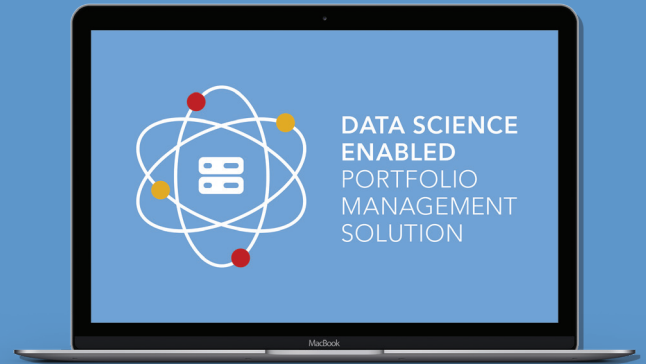 DATA SCIENCE
ENABLED
PORTFOLIO
MANAGEMENT
SOLUTION
MacBook